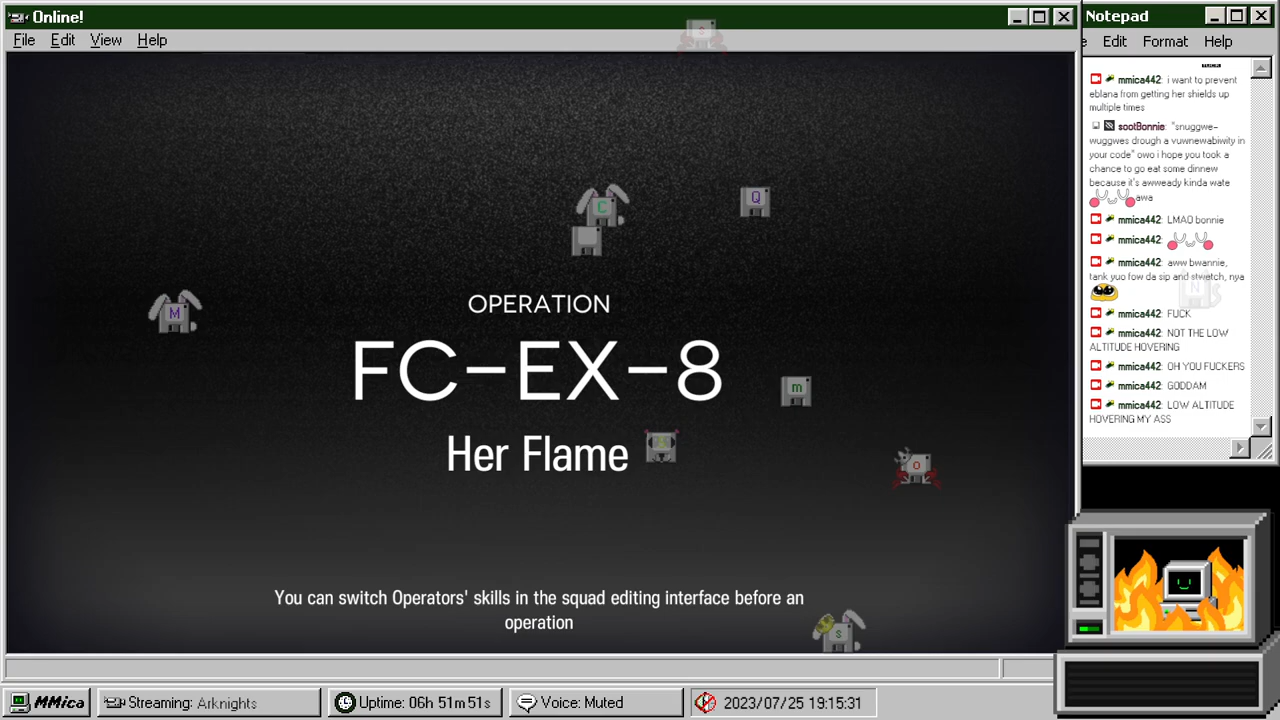 Online!
File Edit View Help
S
C
Q
M
OPERATION
FC-EX-8
m
Her Flame
O
You can switch Operators' skills in the squad editing interface before an
operation
S
Notepad
Edit Format Help
mmica442: i want to prevent
eblana from getting her shields up
multiple times
sootBonnie: "snuggwe-
wuggwes drough a vuwnewabiwity in
your code" owo i hope you took a
chance to go eat some dinnew
because it's awweady kinda wate
awa
mmica442: LMAO bonnie
mmica442:
mmica442: aww bwannie,
tank yuo fow da sip and stwetch, nya
N
mmica442: FUCK
mmica442: NOT THE LOW
ALTITUDE HOVERING
mmica442: OH YOU FUCKERS
mmica442: GODDAM
mmica442: LOW ALTITUDE
HOVERING MY ASS
MMica
Streaming: Arknights
Uptime: 06h 51m 51s
Voice: Muted
2023/07/25 19:15:31